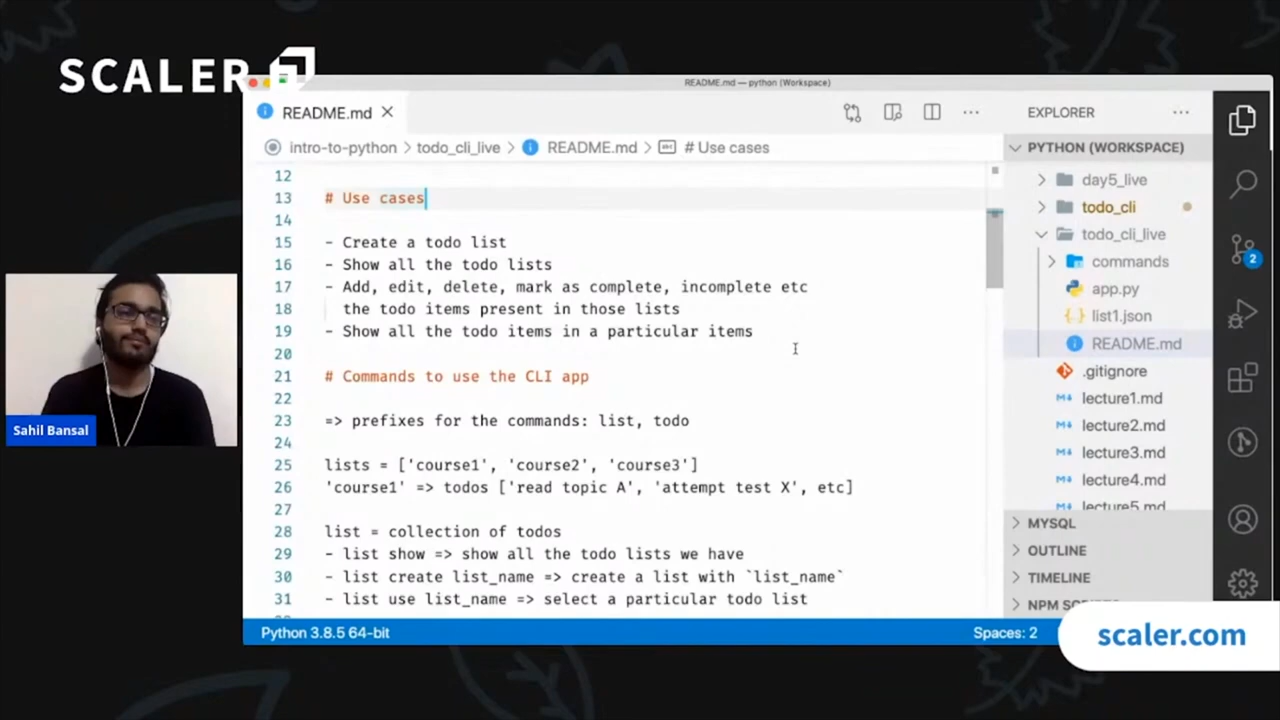 SCALER
README.md — python (Workspace)
README.md
intro-to-python > todo_cli_live > README.md > # Use cases
12
13 # Use cases
14
15 - Create a todo list
16 - Show all the todo lists
17 - Add, edit, delete, mark as complete, incomplete etc
18 the todo items present in those lists
19 - Show all the todo items in a particular items
20
21 # Commands to use the CLI app
22
23 => prefixes for the commands: list, todo
24
25 lists = ['course1', 'course2', 'course3']
26 'course1' => todos ['read topic A', 'attempt test X', etc]
27
28 list = collection of todos
29 - list show => show all the todo lists we have
30 - list create list_name => create a list with `list_name`
31 - list use list_name => select a particular todo list
EXPLORER
PYTHON (WORKSPACE)
day5_live
todo_cli
todo_cli_live
commands
app.py
list1.json
README.md
.gitignore
lecture1.md
lecture2.md
lecture3.md
lecture4.md
lecture5.md
MYSQL
OUTLINE
TIMELINE
NPM
2
Sahil Bansal
Python 3.8.5 64-bit
Spaces: 2
scaler.com